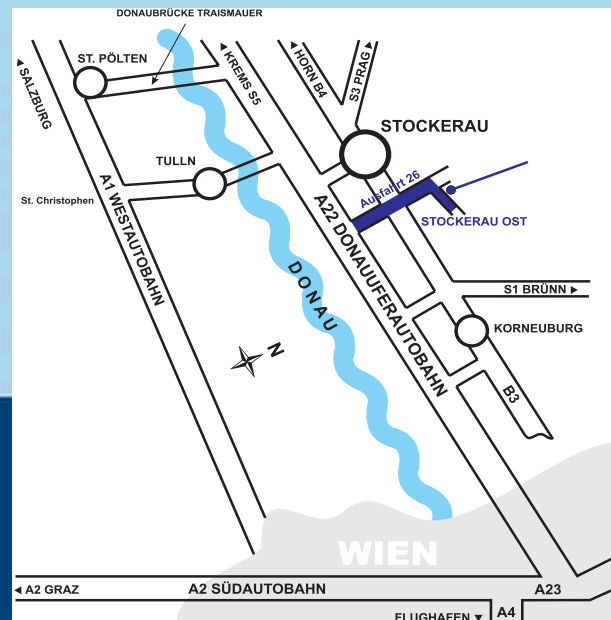 DONAUBRÜCKE TRAISMAUER
ST. PÖLTEN
◄ SALZBURG
◄ KREMS S5
◄ HORN B4
S3 PRAG ►
STOCKERAU
TULLN
Ausfahrt 26
St. Christophen
STOCKERAU OST
A1 WESTAUTOBAHN
A22 DONAUUFERAUTOBAHN
DONAU
S1 BRÜNN ►
N
KORNEUBURG
B3
WIEN
◄ A2 GRAZ
A2 SÜDAUTOBAHN
A23
FLUGHAFEN ▼
A4